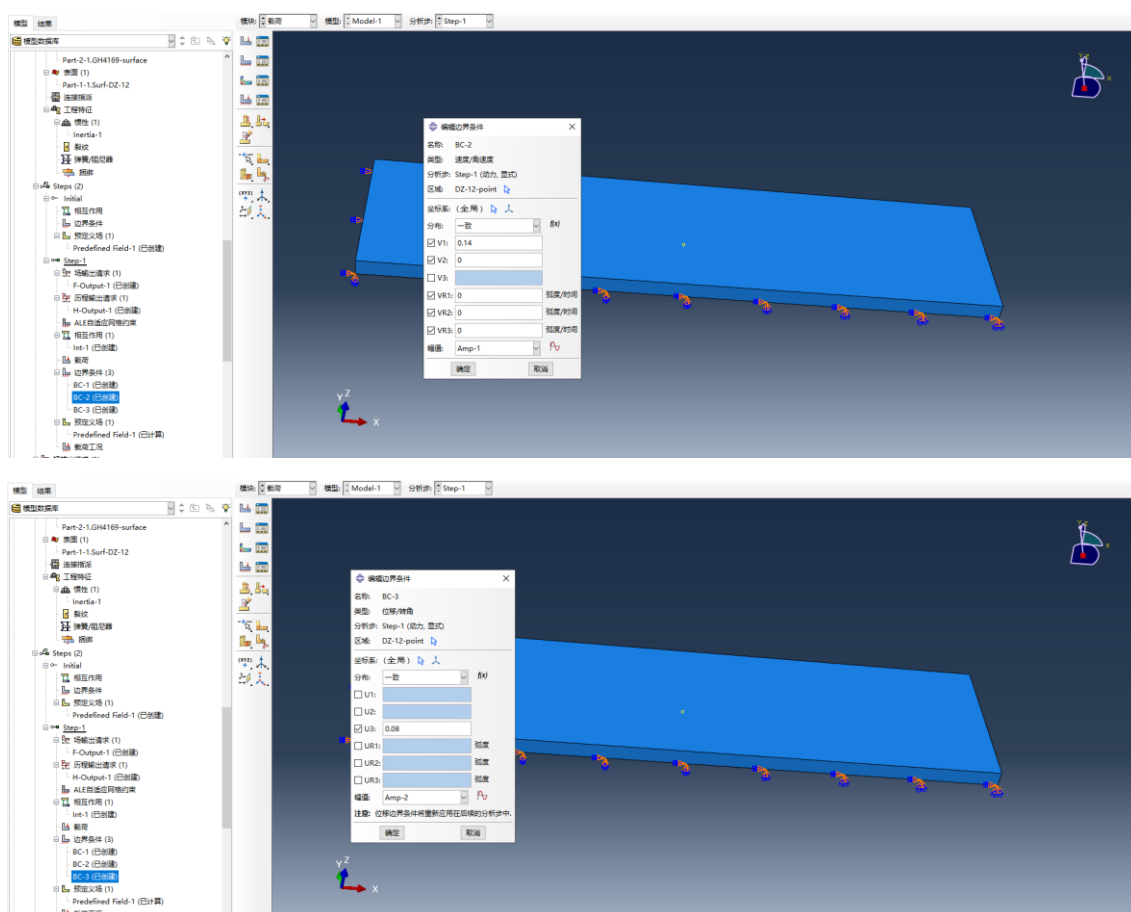 模型 结果
模块: 载荷 模型: Model-1 分析步: Step-1
模型数据库
Part-2-1.GH4169-surface
表面 (1)
Part-1-1.Surf-DZ-12
连接指派
工程特征
惯性 (1)
Inertia-1
裂纹
弹簧/阻尼器
捆绑
Steps (2)
Initial
相互作用
边界条件
预定义场 (1)
Predefined Field-1 (已创建)
Step-1
场输出请求 (1)
F-Output-1 (已创建)
历程输出请求 (1)
H-Output-1 (已创建)
ALE自适应网格约束
相互作用 (1)
Int-1 (已创建)
载荷
边界条件 (3)
BC-1 (已创建)
BC-2 (已创建)
BC-3 (已创建)
预定义场 (1)
Predefined Field-1 (已计算)
载荷工况
(XYZ)
编辑边界条件
名称: BC-2
类型: 速度/角速度
分析步: Step-1 (动力, 显式)
区域: DZ-12-point
坐标系: (全局)
分布: 一致 f(x)
V1: 0.14
V2: 0
V3:
VR1: 0 弧度/时间
VR2: 0 弧度/时间
VR3: 0 弧度/时间
幅值: Amp-1
确定 取消
Y Z
X
X
模型 结果
模块: 载荷 模型: Model-1 分析步: Step-1
模型数据库
Part-2-1.GH4169-surface
表面 (1)
Part-1-1.Surf-DZ-12
连接指派
工程特征
惯性 (1)
Inertia-1
裂纹
弹簧/阻尼器
捆绑
Steps (2)
Initial
相互作用
边界条件
预定义场 (1)
Predefined Field-1 (已创建)
Step-1
场输出请求 (1)
F-Output-1 (已创建)
历程输出请求 (1)
H-Output-1 (已创建)
ALE自适应网格约束
相互作用 (1)
Int-1 (已创建)
载荷
边界条件 (3)
BC-1 (已创建)
BC-2 (已创建)
BC-3 (已创建)
预定义场 (1)
Predefined Field-1 (已计算)
(XYZ)
编辑边界条件
名称: BC-3
类型: 位移/转角
分析步: Step-1 (动力, 显式)
区域: DZ-12-point
坐标系: (全局)
分布: 一致 f(x)
U1:
U2:
U3: 0.08
UR1: 弧度
UR2: 弧度
UR3: 弧度
幅值: Amp-2
注意: 位移边界条件将重新应用在后续的分析步中.
确定 取消
Y Z
X
X